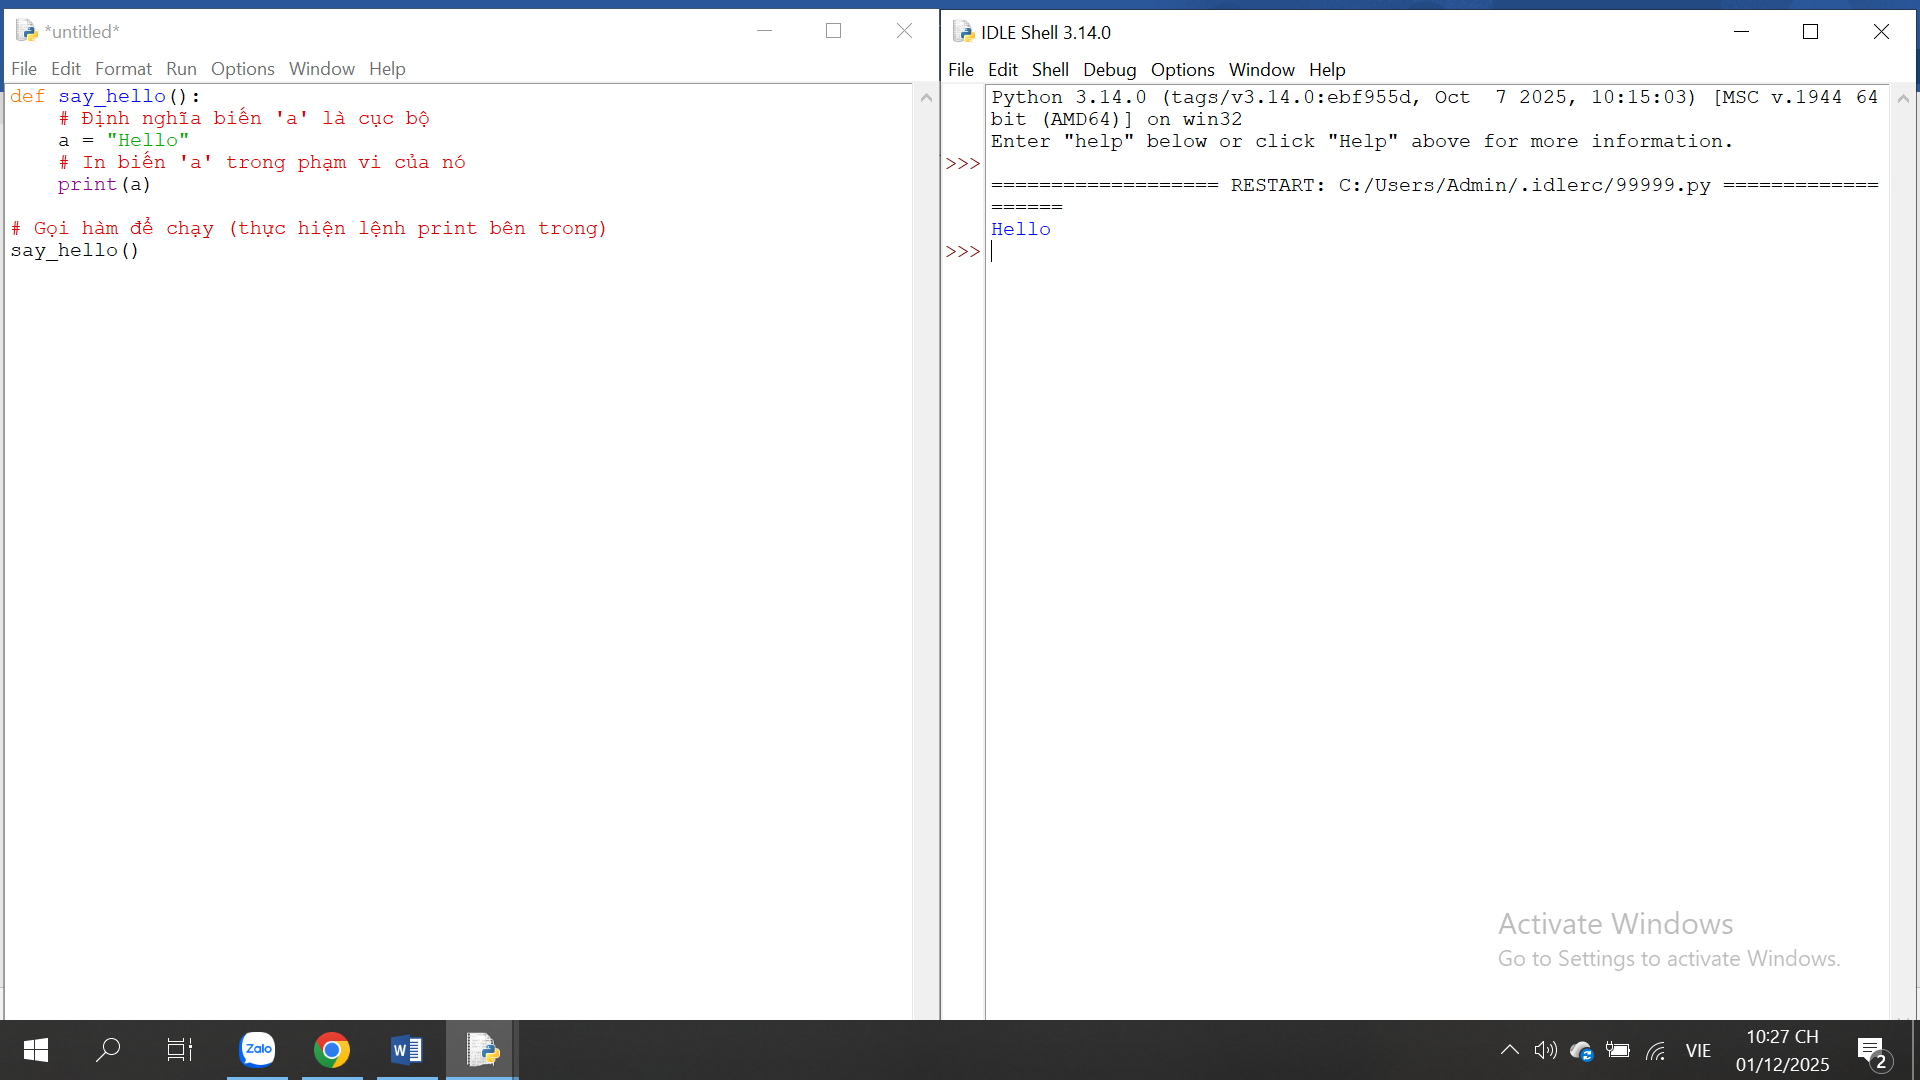 *untitled*
File Edit Format Run Options Window Help
def say_hello():
    # Định nghĩa biến 'a' là cục bộ
    a = "Hello"
    # In biến 'a' trong phạm vi của nó
    print(a)
# Gọi hàm để chạy (thực hiện lệnh print bên trong)
say_hello()
IDLE Shell 3.14.0
File Edit Shell Debug Options Window Help
Python 3.14.0 (tags/v3.14.0:ebf955d, Oct  7 2025, 10:15:03) [MSC v.1944 64
bit (AMD64)] on win32
Enter "help" below or click "Help" above for more information.
>>>
=================== RESTART: C:/Users/Admin/.idlerc/99999.py =============
======
Hello
>>>
Activate Windows
Go to Settings to activate Windows.
Zalo
W
VIE
10:27 CH
01/12/2025
2